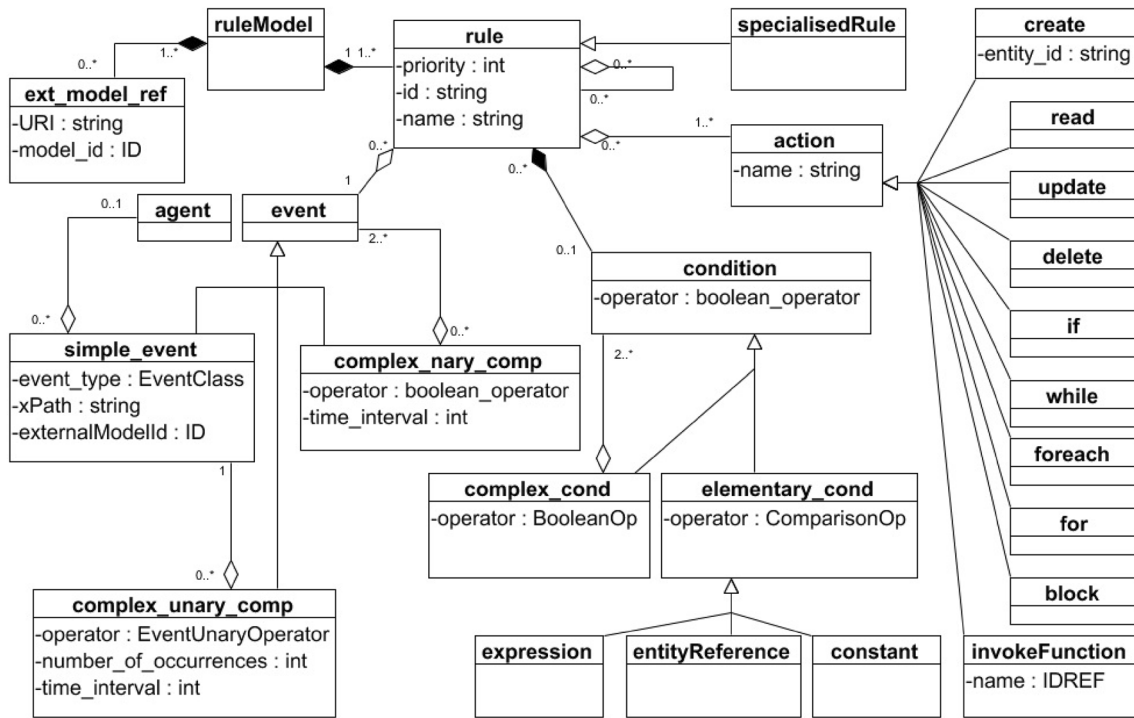 ruleModel
1..*
0..*
ext_model_ref
-URI : string
-model_id : ID
1
1..*
rule
-priority : int
-id : string
-name : string
0..*
0..*
specialisedRule
0..*
1..*
action
-name : string
create
-entity_id : string
read
update
delete
if
while
foreach
for
block
invokeFunction
-name : IDREF
0..*
1
0..*
0..1
agent
0..1
event
2..*
0..*
0..*
simple_event
-event_type : EventClass
-xPath : string
-externalModelId : ID
1
0..*
complex_nary_comp
-operator : boolean_operator
-time_interval : int
complex_unary_comp
-operator : EventUnaryOperator
-number_of_occurrences : int
-time_interval : int
condition
-operator : boolean_operator
2..*
complex_cond
-operator : BooleanOp
elementary_cond
-operator : ComparisonOp
expression
entityReference
constant